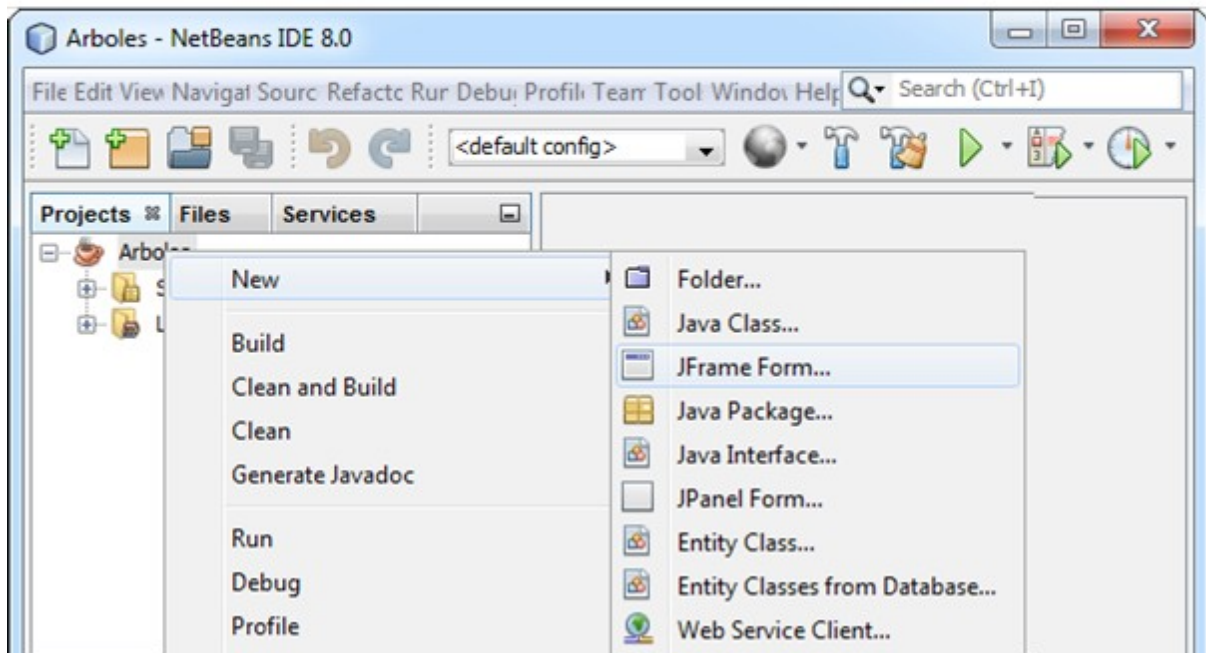 Arboles - NetBeans IDE 8.0
File Edit View Navigat Sourc Refactc Rur Debu Profil Tear Tool Windov Help Search (Ctrl+I)
<default config>
Projects Files Services
Arbo
New
Build
Clean and Build
Clean
Generate Javadoc
Run
Debug
Profile
Folder...
Java Class...
JFrame Form...
Java Package...
Java Interface...
JPanel Form...
Entity Class...
Entity Classes from Database...
Web Service Client...